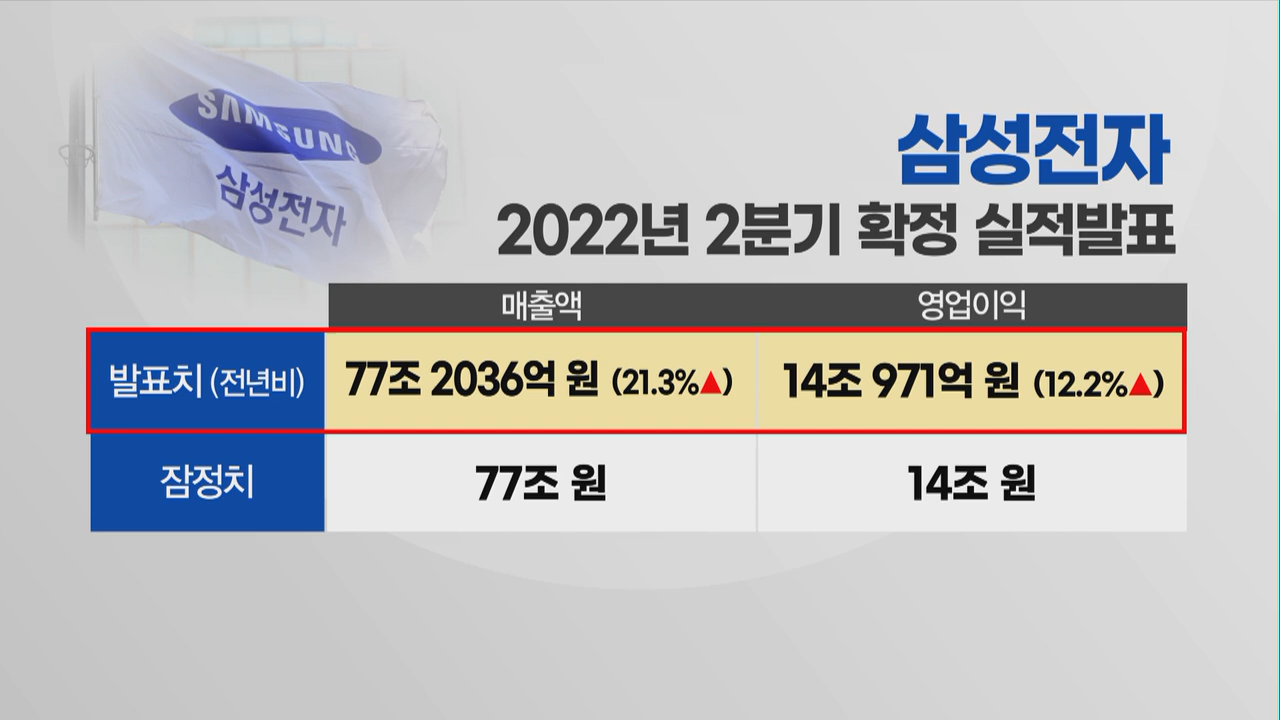 SAMSUNG
삼성전자
삼성전자
2022년 2분기 확정 실적발표
매출액 영업이익
발표치 (전년비) 77조 2036억 원 (21.3%▲) 14조 971억 원 (12.2%▲)
잠정치 77조 원 14조 원